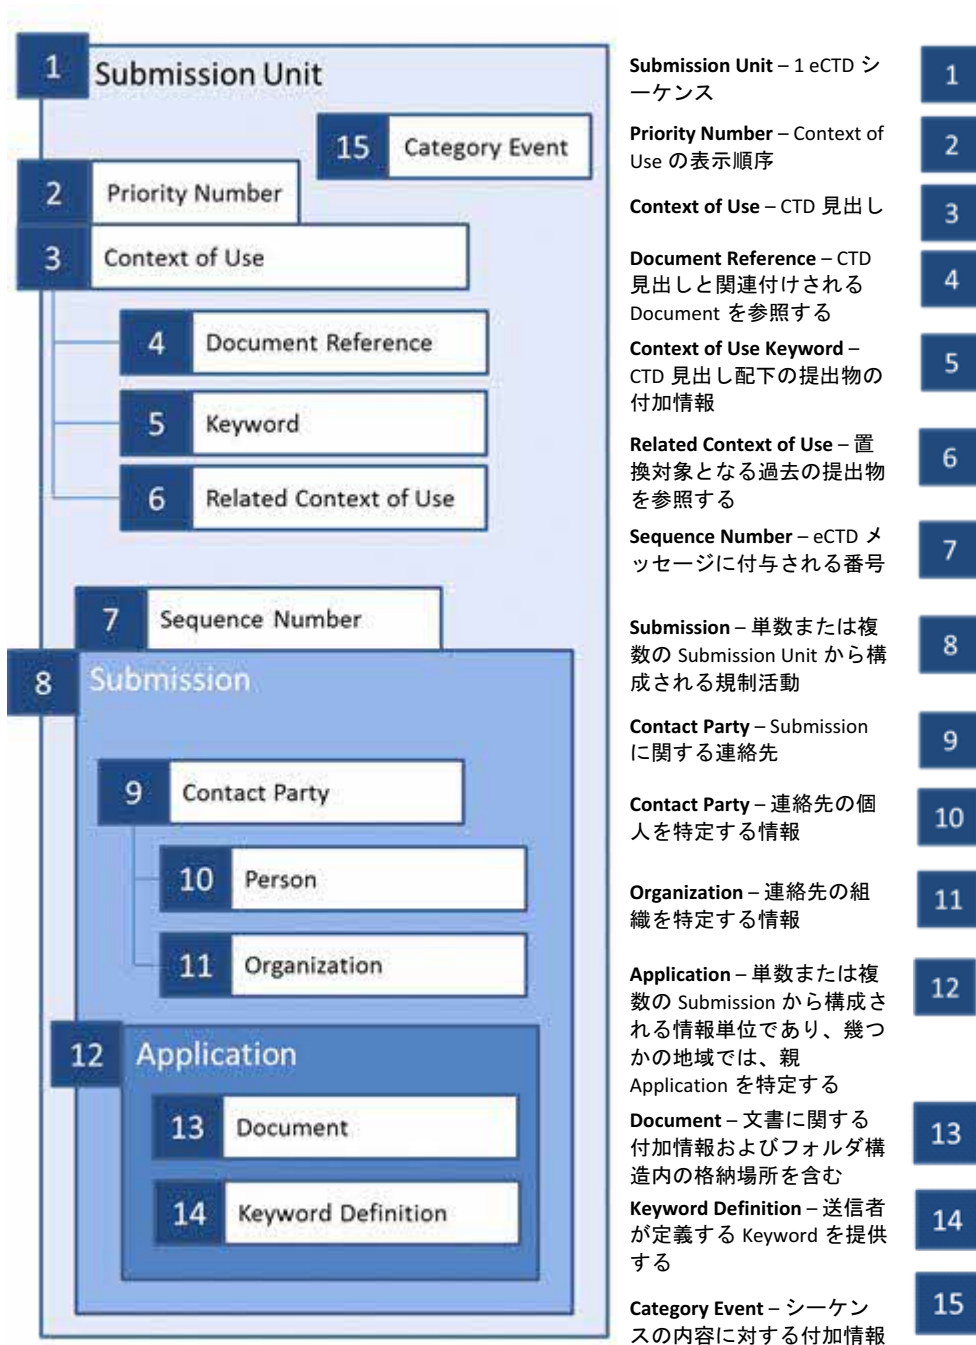 1
Submission Unit
15
Category Event
2
Priority Number
3
Context of Use
4
Document Reference
5
Keyword
6
Related Context of Use
7
Sequence Number
8
Submission
9
Contact Party
10
Person
11
Organization
12
Application
13
Document
14
Keyword Definition
Submission Unit – 1 eCTD シ
ーケンス
1
Priority Number – Context of
Use の表示順序
2
Context of Use – CTD 見出し
3
Document Reference – CTD
見出しと関連付けされる
Document を参照する
4
Context of Use Keyword –
CTD 見出し配下の提出物の
付加情報
5
Related Context of Use – 置
換対象となる過去の提出物
を参照する
6
Sequence Number – eCTD メ
ッセージに付与される番号
7
Submission – 単数または複
数の Submission Unit から構
成される規制活動
8
Contact Party – Submission
に関する連絡先
9
Contact Party – 連絡先の個
人を特定する情報
10
Organization – 連絡先の組
織を特定する情報
11
Application – 単数または複
数の Submission から構成さ
れる情報単位であり、幾つ
かの地域では、親
Application を特定する
12
Document – 文書に関する
付加情報およびフォルダ構
造内の格納場所を含む
13
Keyword Definition – 送信者
が定義する Keyword を提供
する
14
Category Event – シーケン
スの内容に対する付加情報
15